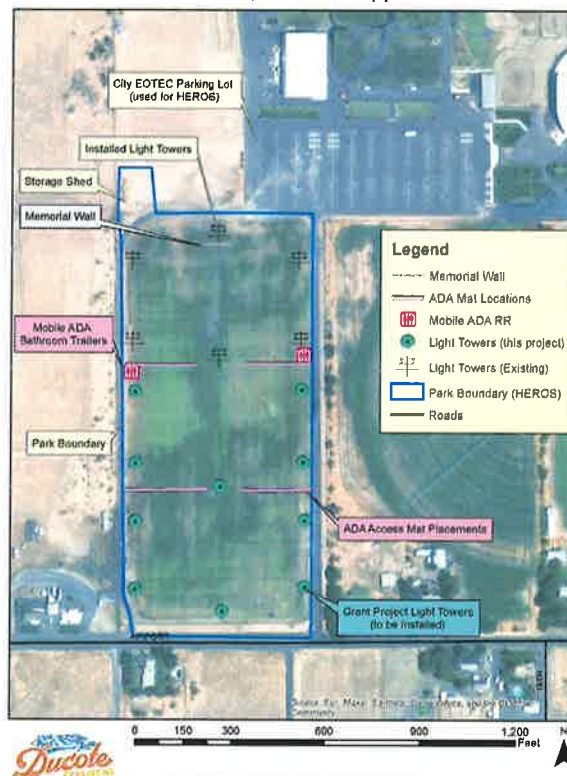 City EOTEC Parking Lot
(used for HEROS)
Installed Light Towers
Storage Shed
Memorial Wall
Mobile ADA
Bathroom Trailers
Park Boundary
Legend
Memorial Wall
ADA Mat Locations
Mobile ADA RR
Light Towers (this project)
Light Towers (Existing)
Park Boundary (HEROS)
Roads
ADA Access Mat Placements
Grant Project Light Towers
(to be installed)
Community
0 150 300 600 900 1,200
Feet
N
Ducote